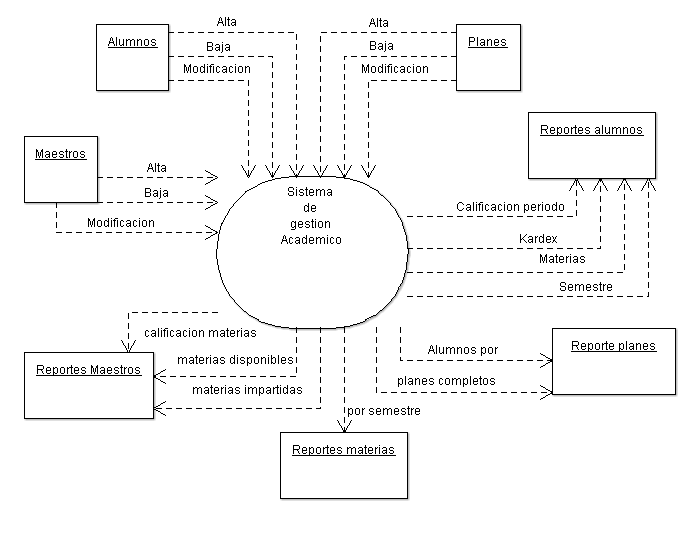 Alumnos
Alta
Baja
Modificacion
Alta
Baja
Modificacion
Planes
Reportes alumnos
Maestros
Alta
Baja
Modificacion
Sistema
de
gestion
Academico
Calificacion periodo
Kardex
Materias
Semestre
calificacion materias
materias disponibles
materias impartidas
Reportes Maestros
Alumnos por
planes completos
Reporte planes
por semestre
Reportes materias